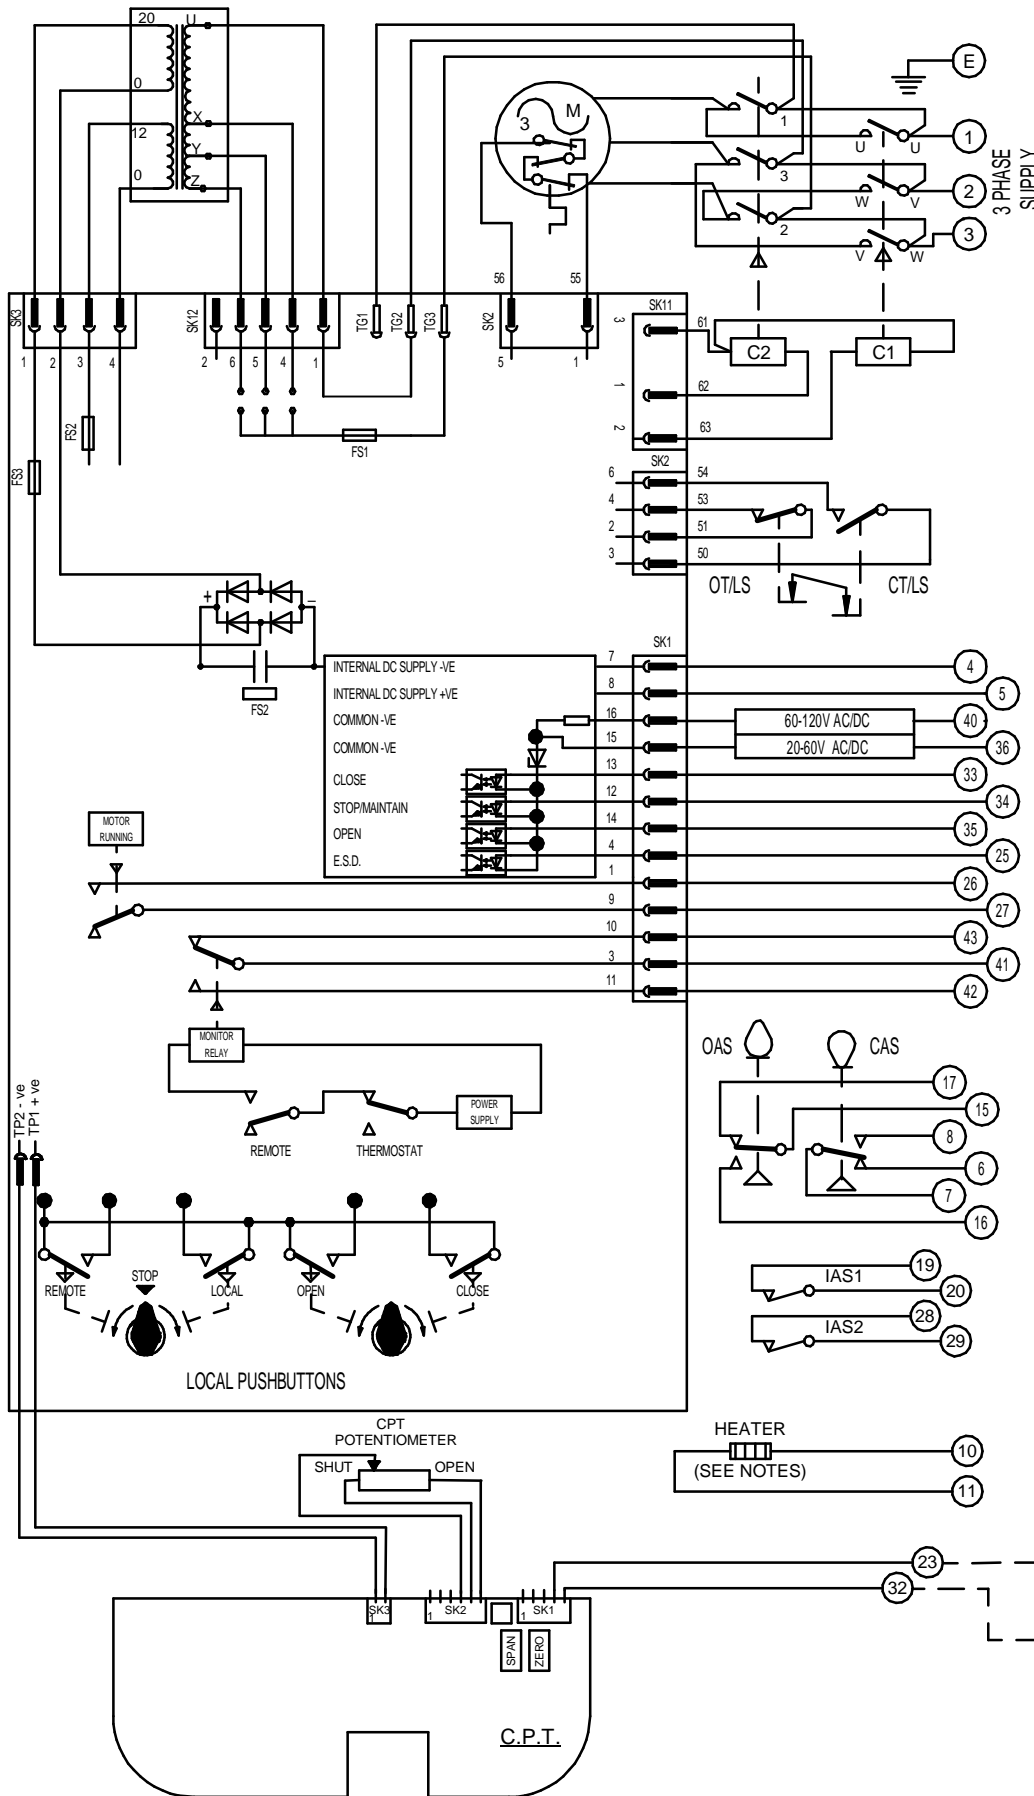 20 U
E
0
3 M
12 X
1
1
U U
Y
3
3 PHASE
SUPPLY
0 Z
2
W V
2
3
V W
56 55
SK3
SK12
TG1
TG2
TG3
SK2
SK11
3 61
C2
C1
1 2 3 4
2 6 5 4 1
5 1
1 62
2 63
FS2
FS1
FS3
SK2
6 54
4 53
2 51
3 50
OT/LS CT/LS
+ –
FS2
SK1
INTERNAL DC SUPPLY -VE 7 4
INTERNAL DC SUPPLY +VE 8 5
COMMON -VE 16 60-120V AC/DC 40
COMMON -VE 15 20-60V AC/DC 36
CLOSE 13 33
STOP/MAINTAIN 12 34
OPEN 14 35
E.S.D. 4 25
MOTOR
RUNNING
1 26
9 27
10 43
3 41
11 42
MONITOR
RELAY
OAS CAS
17
POWER
SUPPLY
15
REMOTE THERMOSTAT
8
6
7
16
TP2 - ve
TP1 + ve
STOP
REMOTE LOCAL OPEN CLOSE
LOCAL PUSHBUTTONS
19
IAS1
20
28
IAS2
29
CPT
POTENTIOMETER
SHUT OPEN
HEATER
10
(SEE NOTES)
11
23
32
SK3
1
SK2
1
SK1
1
SPAN
ZERO
C.P.T.